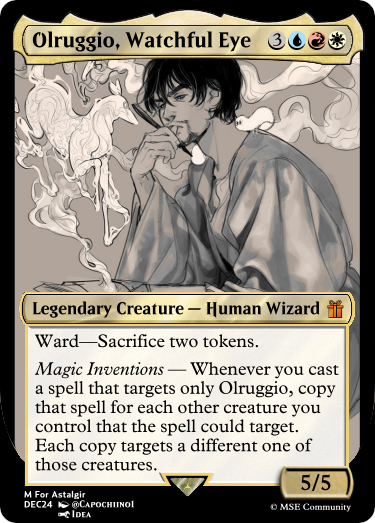 Olruggio, Watchful Eye 3
Legendary Creature — Human Wizard
Ward—Sacrifice two tokens.
Magic Inventions — Whenever you cast
a spell that targets only Olruggio, copy
that spell for each other creature you
control that the spell could target.
Each copy targets a different one of
those creatures.
5/5
M For Astalgir
DEC24 @Capochiino1
Idea
© MSE Community